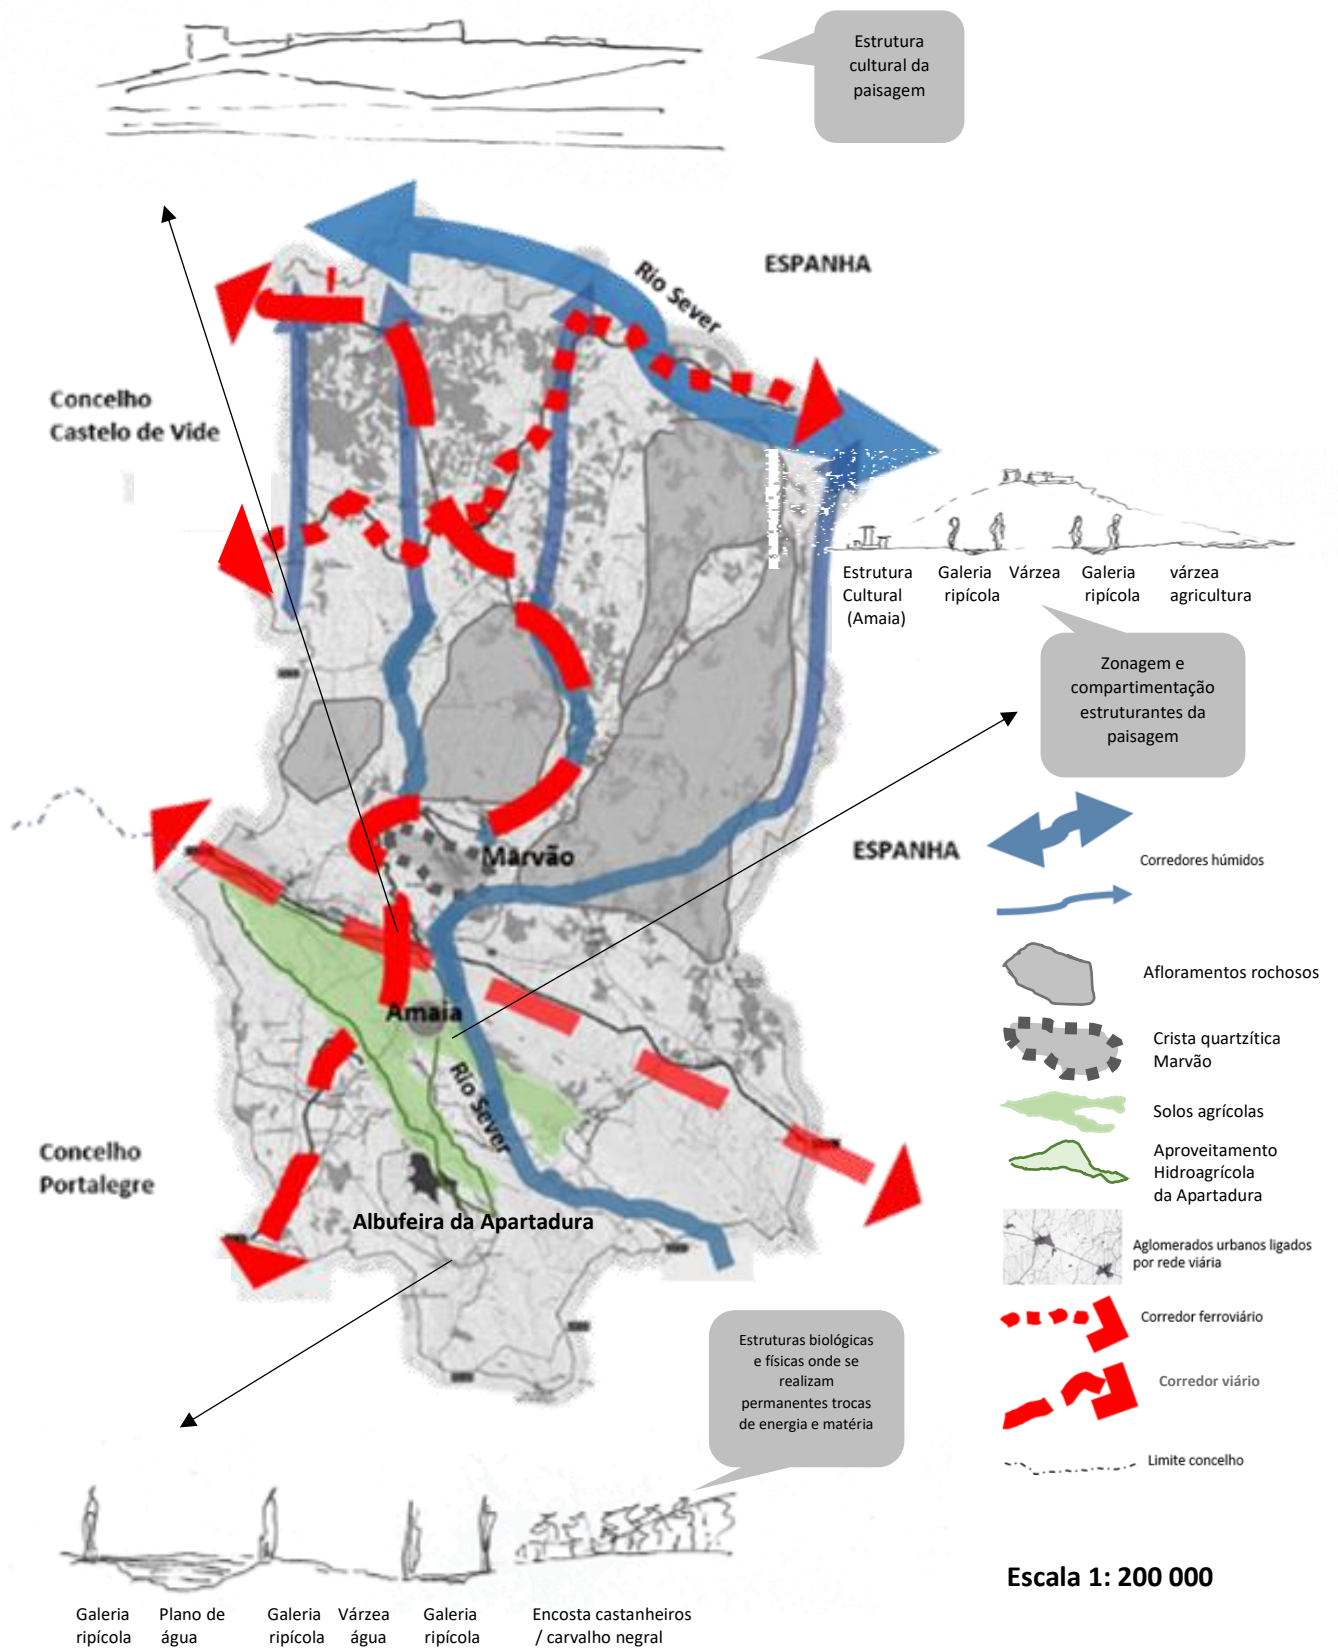 Estrutura
cultural da
paisagem
ESPANHA
Rio Sever
Concelho
Castelo de Vide
Estrutura
Cultural
(Amaia)
Galeria
ripícola
Várzea
Galeria
ripícola
várzea
agricultura
Zonagem e
compartimentação
estruturantes da
paisagem
Marvão
ESPANHA
Corredores húmidos
Afloramentos rochosos
Amaia
Crista quartzítica
Marvão
Rio Sever
Solos agrícolas
Concelho
Portalegre
Aproveitamento
Hidroagrícola
da Apartadura
Albufeira da Apartadura
Aglomerados urbanos ligados
por rede viária
Corredor ferroviário
Estruturas biológicas
e físicas onde se
realizam
permanentes trocas
de energia e matéria
Corredor viário
Limite concelho
Escala 1: 200 000
Galeria
ripícola
Plano de
água
Galeria
ripícola
Várzea
água
Galeria
ripícola
Encosta castanheiros
/ carvalho negral